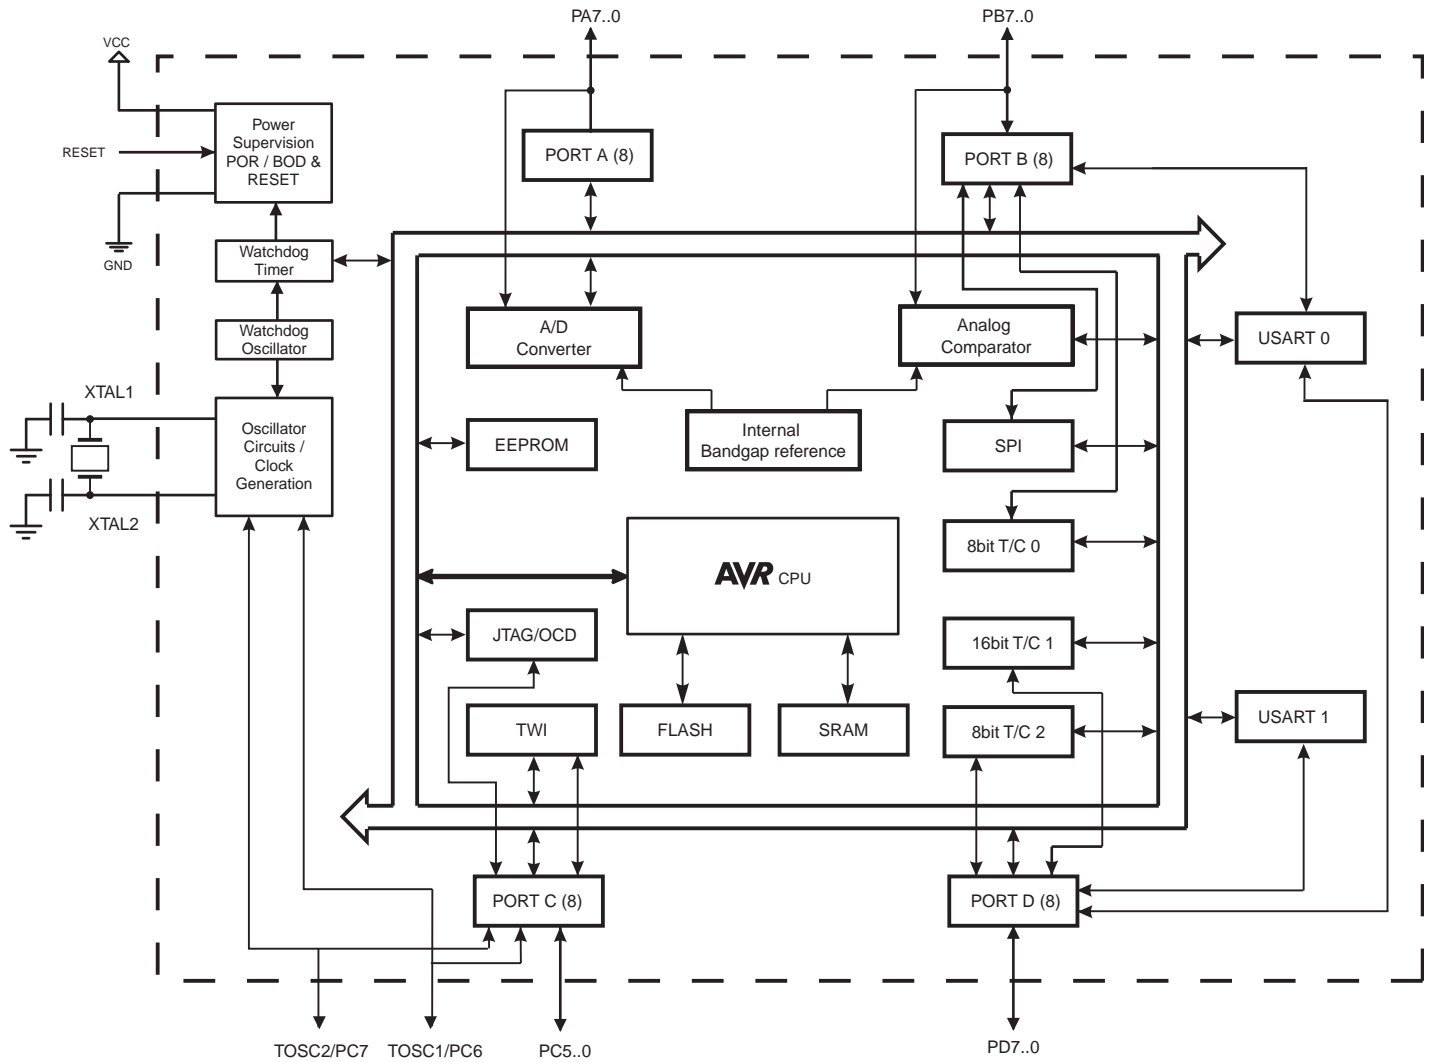 PA7..0
PB7..0
VCC
RESET
GND
Power
Supervision
POR / BOD &
RESET
PORT A (8)
PORT B (8)
Watchdog
Timer
Watchdog
Oscillator
A/D
Converter
Analog
Comparator
USART 0
XTAL1
XTAL2
Oscillator
Circuits /
Clock
Generation
EEPROM
Internal
Bandgap reference
SPI
8bit T/C 0
AVR CPU
JTAG/OCD
16bit T/C 1
TWI
FLASH
SRAM
8bit T/C 2
USART 1
PORT C (8)
PORT D (8)
TOSC2/PC7
TOSC1/PC6
PC5..0
PD7..0